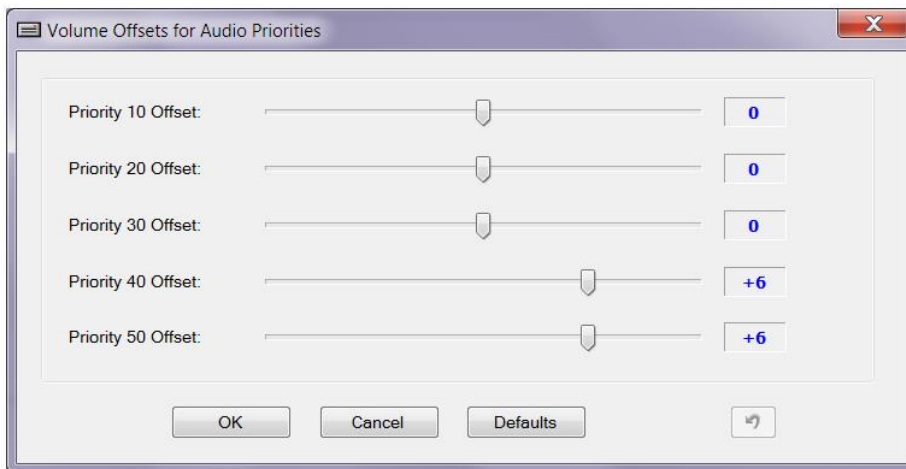 Volume Offsets for Audio Priorities
Priority 10 Offset: 0
Priority 20 Offset: 0
Priority 30 Offset: 0
Priority 40 Offset: +6
Priority 50 Offset: +6
OK Cancel Defaults